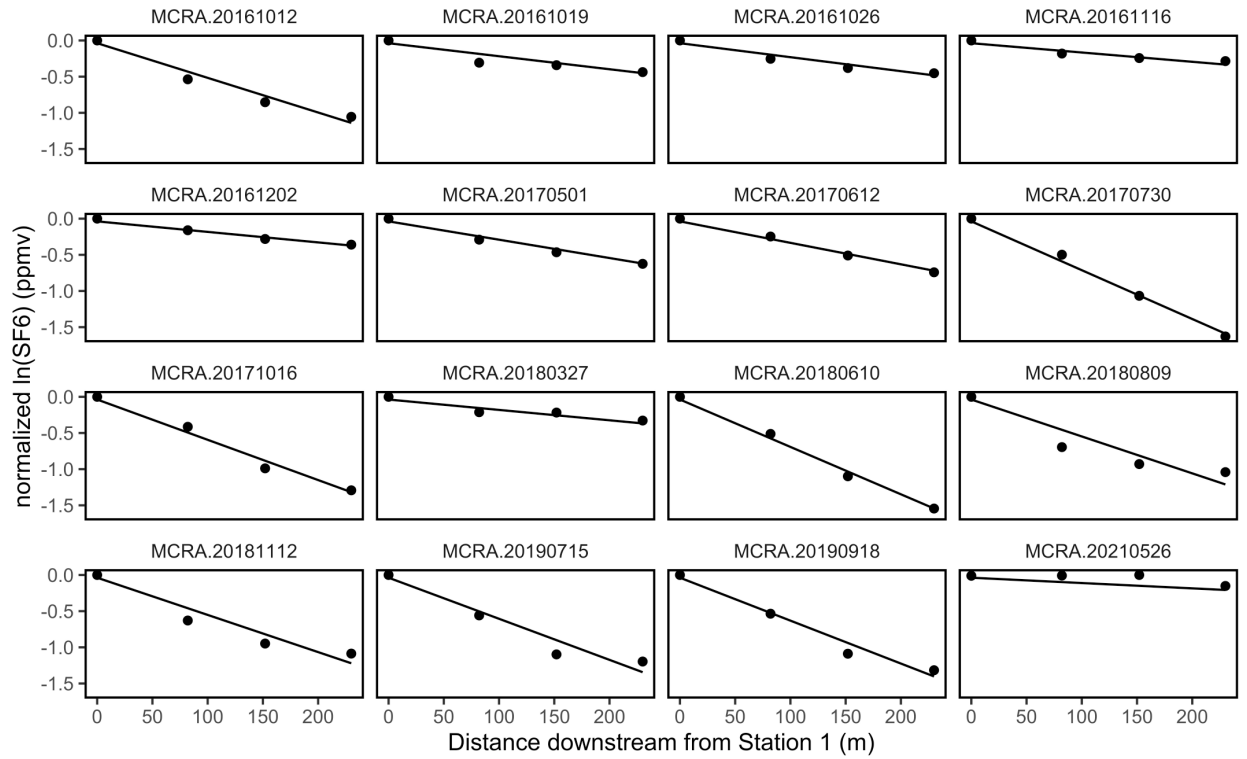 MCRA.20161012 MCRA.20161019 MCRA.20161026 MCRA.20161116
0.0
-0.5
-1.0
-1.5
MCRA.20161202 MCRA.20170501 MCRA.20170612 MCRA.20170730
0.0
-0.5
-1.0
-1.5
MCRA.20171016 MCRA.20180327 MCRA.20180610 MCRA.20180809
0.0
-0.5
-1.0
-1.5
MCRA.20181112 MCRA.20190715 MCRA.20190918 MCRA.20210526
0.0
-0.5
-1.0
-1.5
0 50 100 150 200 0 50 100 150 200 0 50 100 150 200 0 50 100 150 200
Distance downstream from Station 1 (m)
normalized ln(SF6) (ppmv)